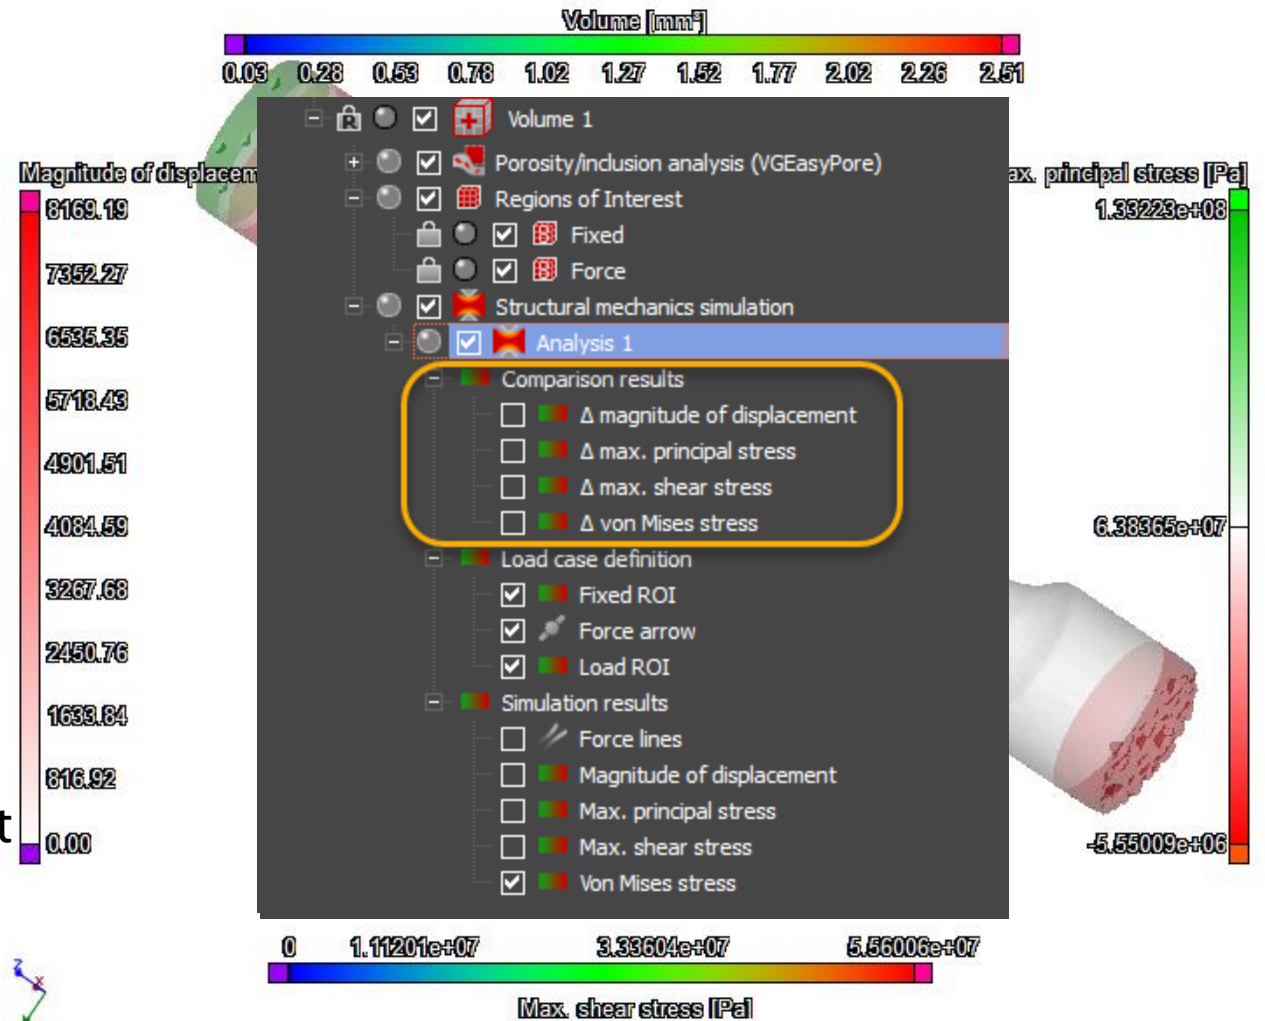 Volume [mm³]
0.03 0.28 0.53 0.78 1.02 1.27 1.52 1.77 2.02 2.26 2.51
Magnitude of displacem
8169.19
7352.27
6535.35
5718.43
4901.51
4084.59
3267.68
2450.76
1633.84
816.92
0.00
t
R Volume 1
Porosity/inclusion analysis (VGEasyPore)
Regions of Interest
Fixed
Force
Structural mechanics simulation
Analysis 1
Comparison results
Δ magnitude of displacement
Δ max. principal stress
Δ max. shear stress
Δ von Mises stress
Load case definition
Fixed ROI
Force arrow
Load ROI
Simulation results
Force lines
Magnitude of displacement
Max. principal stress
Max. shear stress
Von Mises stress
ax. principal stress [Pa]
1.33223e+08
6.38365e+07
-5.55009e+06
0 1.11201e+07 3.33604e+07 5.56006e+07
Max. shear stress [Pa]
z
x